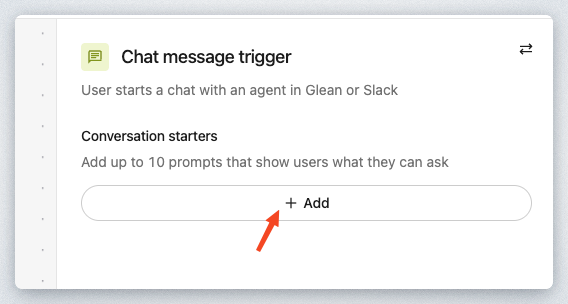 Chat message trigger
User starts a chat with an agent in Glean or Slack
Conversation starters
Add up to 10 prompts that show users what they can ask
+ Add